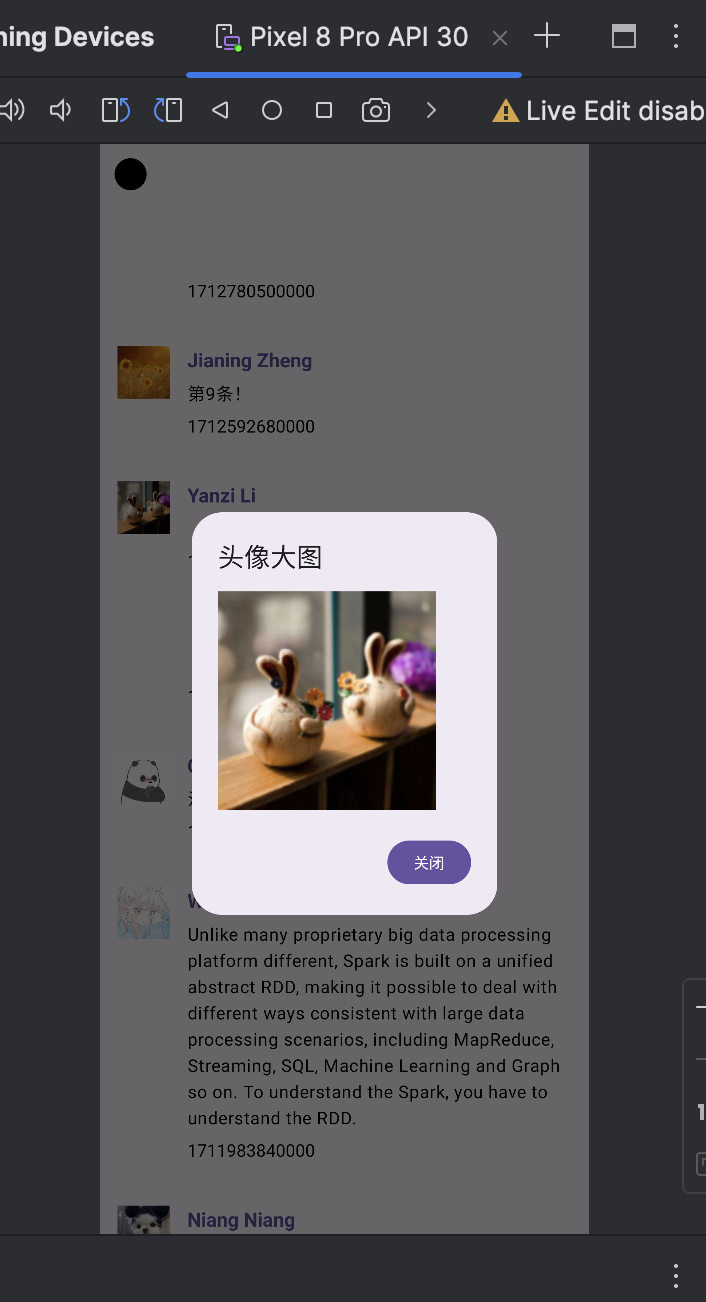 ning Devices
Pixel 8 Pro API 30
Live Edit disab
1712780500000
Jianing Zheng
第9条!
1712592680000
Yanzi Li
头像大图
关闭
W
Unlike many proprietary big data processing
platform different, Spark is built on a unified
abstract RDD, making it possible to deal with
different ways consistent with large data
processing scenarios, including MapReduce,
Streaming, SQL, Machine Learning and Graph
so on. To understand the Spark, you have to
understand the RDD.
1711983840000
Niang Niang